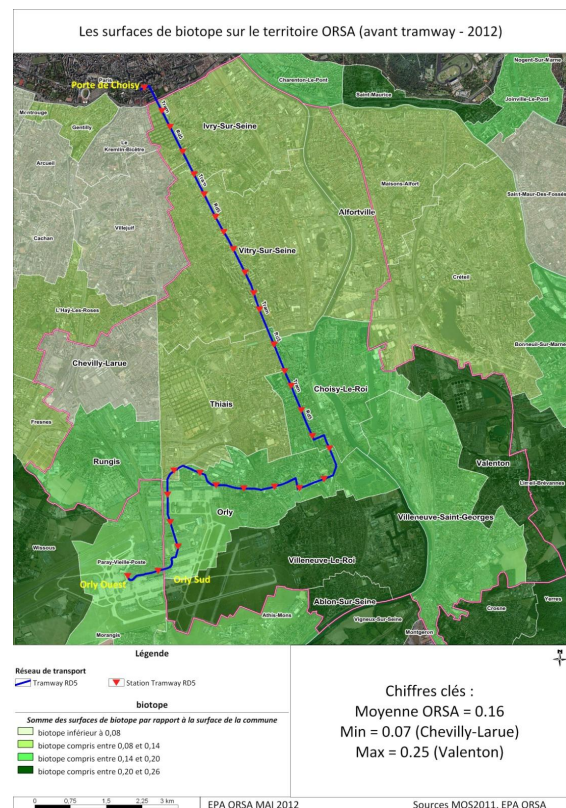 Les surfaces de biotope sur le territoire ORSA (avant tramway - 2012)
Paris
Porte de Choisy
Charenton-Le-Pont
Saint-Maurice
Nogent-Sur-Marne
Joinville-Le-Pont
Montrouge
Gentilly
Le Kremlin-Bicêtre
Ivry-Sur-Seine
Arcueil
Villejuif
Cachan
Maisons-Alfort
Saint-Maur-Des-Fossés
Alfortville
Vitry-Sur-Seine
Créteil
L'Haÿ-Les-Roses
Bonneuil-Sur-Marne
Chevilly-Larue
Choisy-Le-Roi
Thiais
Fresnes
Rungis
Valenton
Limeil-Brévannes
Orly
Villeneuve-Saint-Georges
Wissous
Paray-Vieille-Poste
Villeneuve-Le-Roi
Orly Ouest
Orly Sud
Ablon-Sur-Seine
Athis-Mons
Vigneux-Sur-Seine
Crosne
Yerres
Morangis
Montgeron
Légende
Réseau de transport
Tramway RD5
Station Tramway RD5
biotope
Somme des surfaces de biotope par rapport à la surface de la commune
biotope inférieur à 0,08
biotope compris entre 0,08 et 0,14
biotope compris entre 0,14 et 0,20
biotope compris entre 0,20 et 0,26
Chiffres clés :
Moyenne ORSA = 0.16
Min = 0.07 (Chevilly-Larue)
Max = 0.25 (Valenton)
0 0,75 1,5 2,25 3 km
EPA ORSA MAI 2012
Sources MOS2011, EPA ORSA